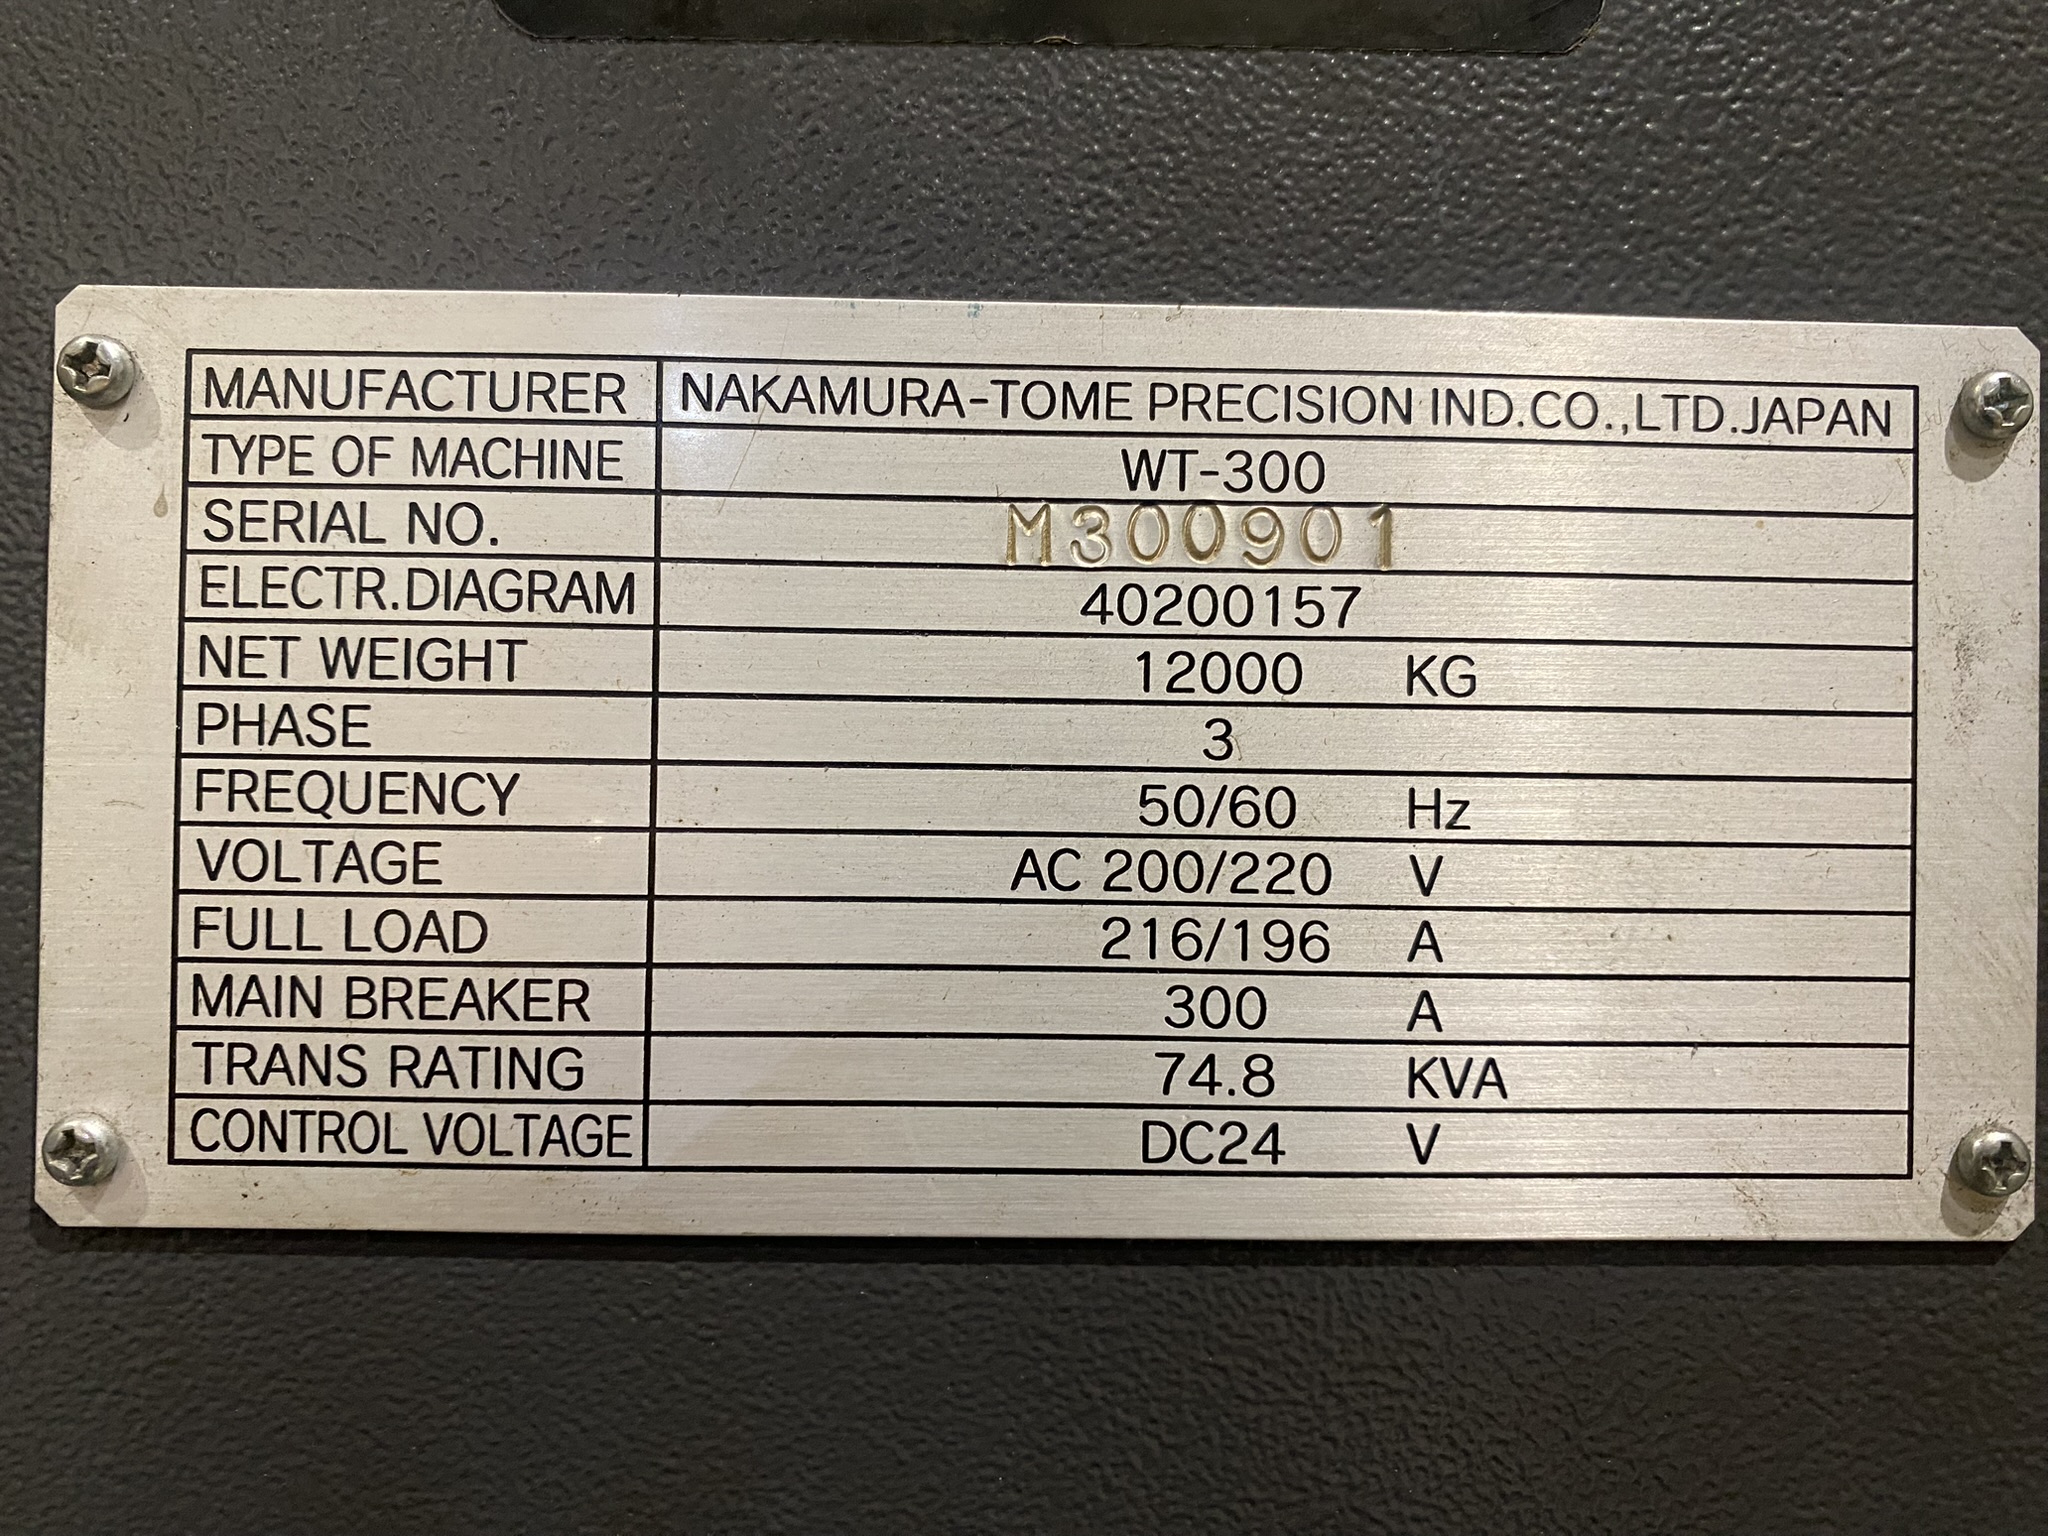 MANUFACTURER NAKAMURA-TOME PRECISION IND.CO.,LTD.JAPAN
TYPE OF MACHINE WT-300
SERIAL NO. M300901
ELECTR.DIAGRAM 40200157
NET WEIGHT 12000 KG
PHASE 3
FREQUENCY 50/60 Hz
VOLTAGE AC 200/220 V
FULL LOAD 216/196 A
MAIN BREAKER 300 A
TRANS RATING 74.8 KVA
CONTROL VOLTAGE DC24 V